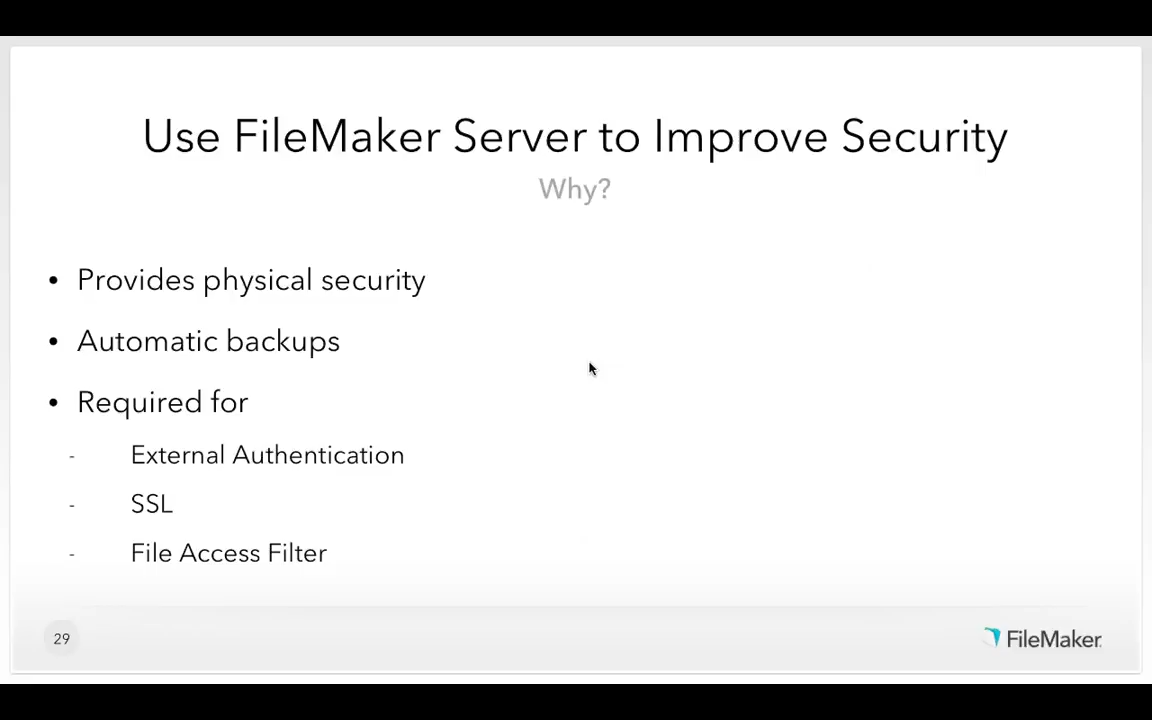 Use FileMaker Server to Improve Security
Why?
• Provides physical security
• Automatic backups
• Required for
- External Authentication
- SSL
- File Access Filter
29
FileMaker